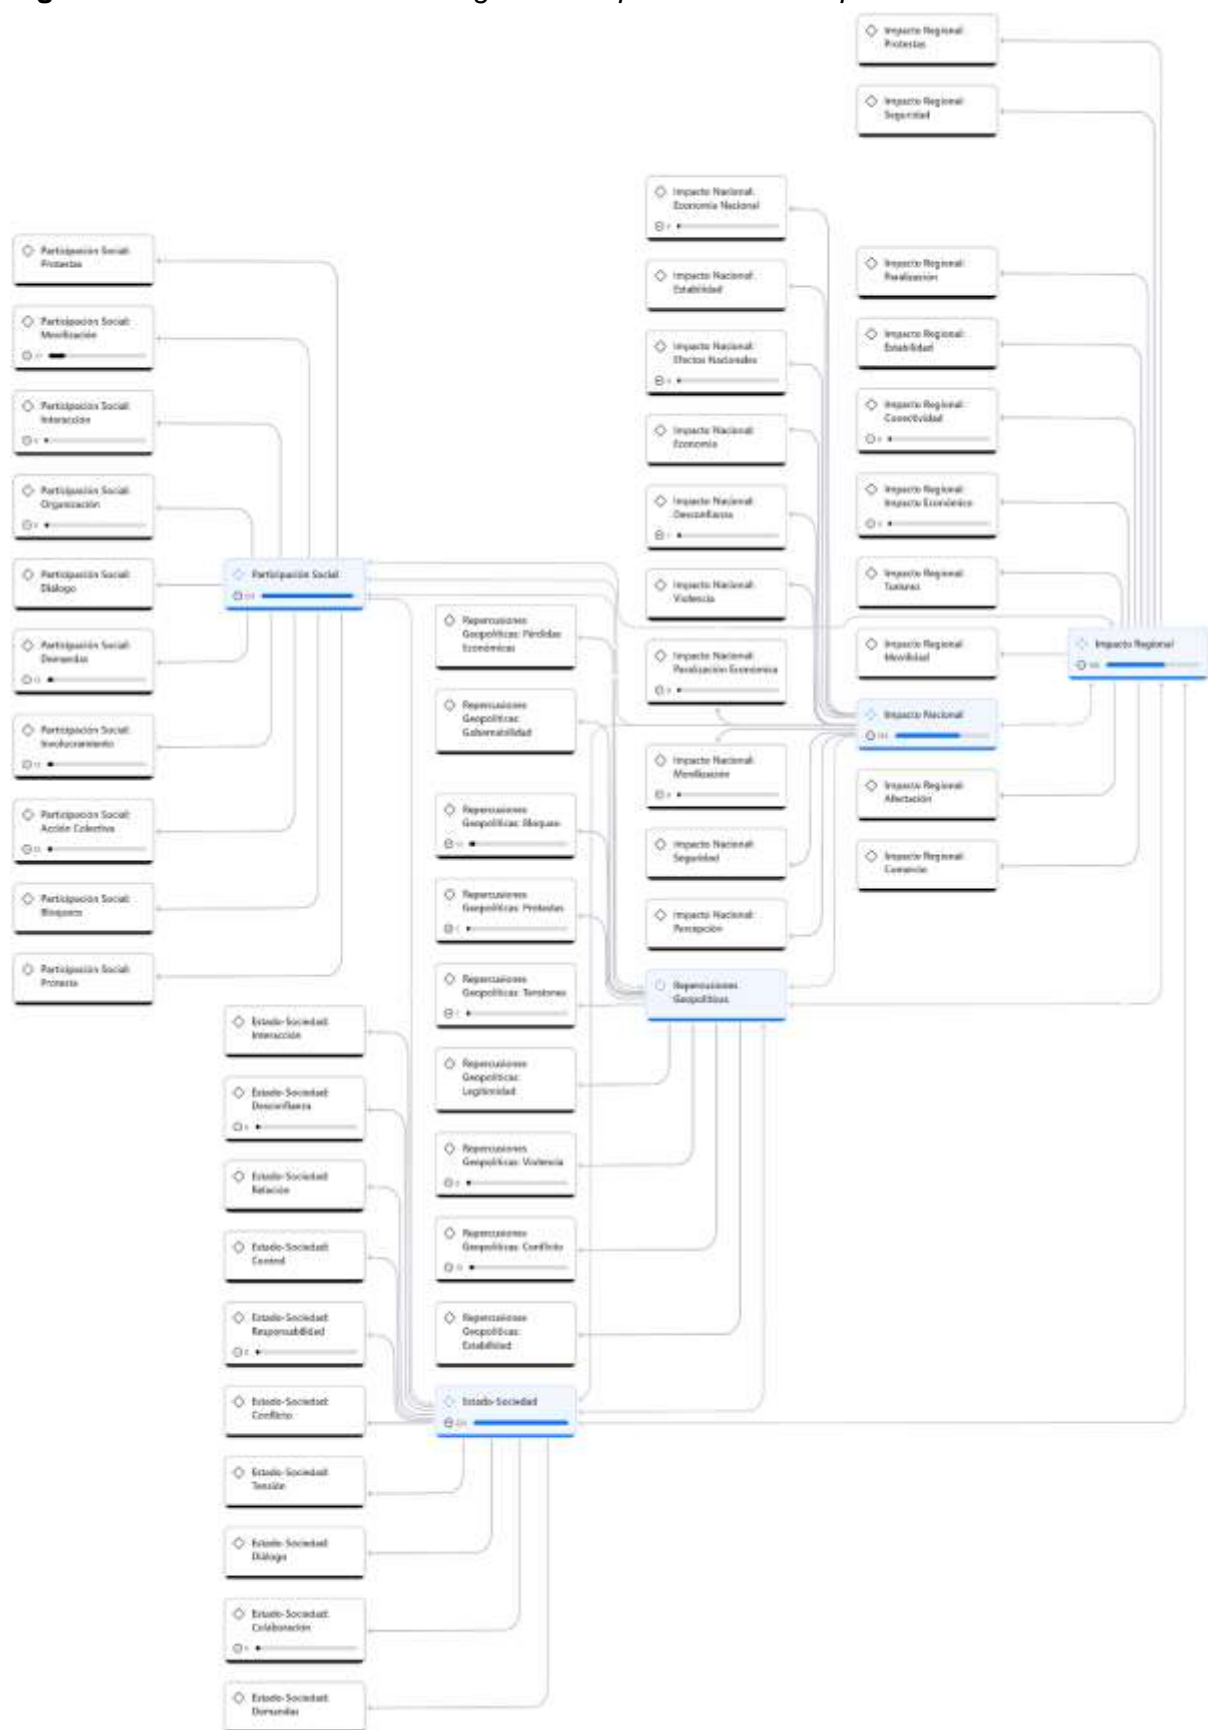 Impacto Regional:
Protestas
Impacto Regional:
Seguridad
Impacto Nacional:
Economía Nacional
Impacto Nacional:
Estabilidad
Impacto Nacional:
Efectos Nacionales
Impacto Nacional:
Economía
Impacto Nacional:
Desconfianza
Impacto Nacional:
Violencia
Impacto Nacional:
Paralización Económica
Impacto Nacional:
Movilización
Impacto Nacional:
Seguridad
Impacto Nacional:
Percepción
Impacto Regional:
Paralización
Impacto Regional:
Estabilidad
Impacto Regional:
Conectividad
Impacto Regional:
Impacto Económico
Impacto Regional:
Turismo
Impacto Regional:
Movilidad
Impacto Regional
Impacto Nacional
Impacto Regional:
Afectación
Impacto Regional:
Comercio
Participación Social:
Protestas
Participación Social:
Movilización
Participación Social:
Interacción
Participación Social:
Organización
Participación Social:
Diálogo
Participación Social:
Demandas
Participación Social:
Involucramiento
Participación Social:
Acción Colectiva
Participación Social:
Bloqueos
Participación Social:
Protesta
Participación Social
Repercusiones
Geopolíticas: Pérdidas
Económicas
Repercusiones
Geopolíticas:
Gobernabilidad
Repercusiones
Geopolíticas: Bloqueo
Repercusiones
Geopolíticas: Protestas
Repercusiones
Geopolíticas: Tensiones
Repercusiones
Geopolíticas:
Legitimidad
Repercusiones
Geopolíticas: Violencia
Repercusiones
Geopolíticas: Conflicto
Repercusiones
Geopolíticas:
Estabilidad
Repercusiones
Geopolíticas
Estado-Sociedad:
Interacción
Estado-Sociedad:
Desconfianza
Estado-Sociedad:
Relación
Estado-Sociedad:
Control
Estado-Sociedad:
Responsabilidad
Estado-Sociedad:
Conflicto
Estado-Sociedad:
Tensión
Estado-Sociedad:
Diálogo
Estado-Sociedad:
Colaboración
Estado-Sociedad:
Demandas
Estado-Sociedad